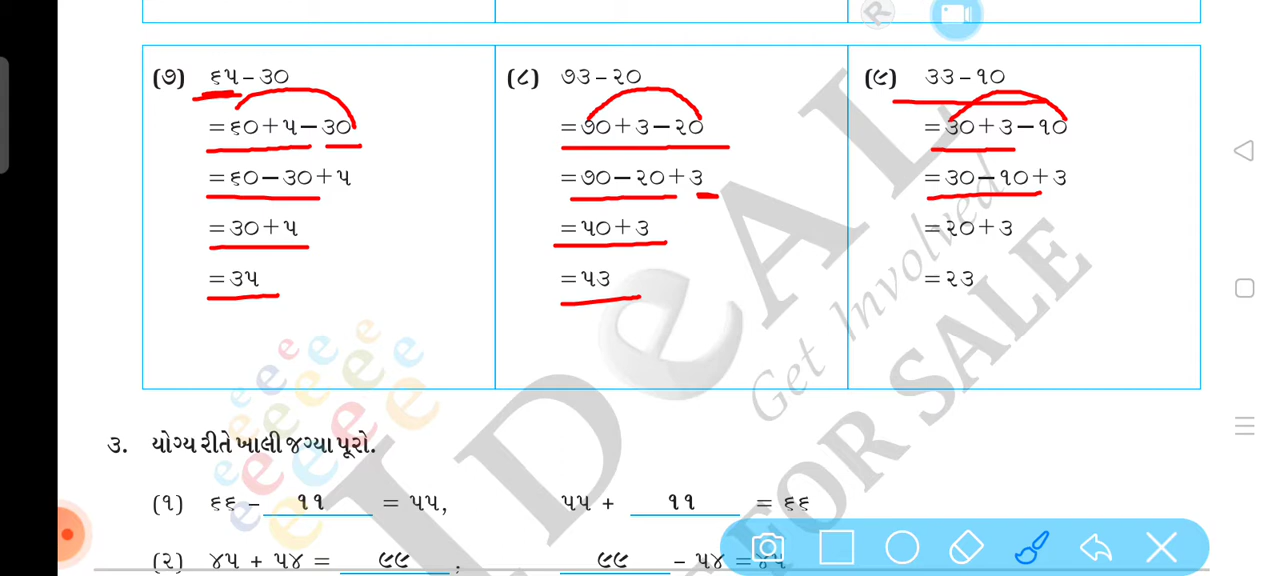 (૭) ૬૫ – ૩૦
= ૬૦ + ૫ – ૩૦
= ૬૦ – ૩૦ + ૫
= ૩૦ + ૫
= ૩૫
(૮) ૭૩ – ૨૦
= ૭૦ + ૩ – ૨૦
= ૭૦ – ૨૦ + ૩
= ૫૦ + ૩
= ૫૩
(૯) ૩૩ – ૧૦
= ૩૦ + ૩ – ૧૦
= ૩૦ – ૧૦ + ૩
= ૨૦ + ૩
= ૨૩
૩. યોગ્ય રીતે ખાલી જગ્યા પૂરો.
(૧) ૬૬ – ૧૧ = ૫૫, ૫૫ + ૧૧ = ૬૬
(૨) ૪૫ + ૫૪ = ૯૯ ; ૯૯ – ૫૪ = ૪૫
IDeAL
Get Involved
FOR SALE
R